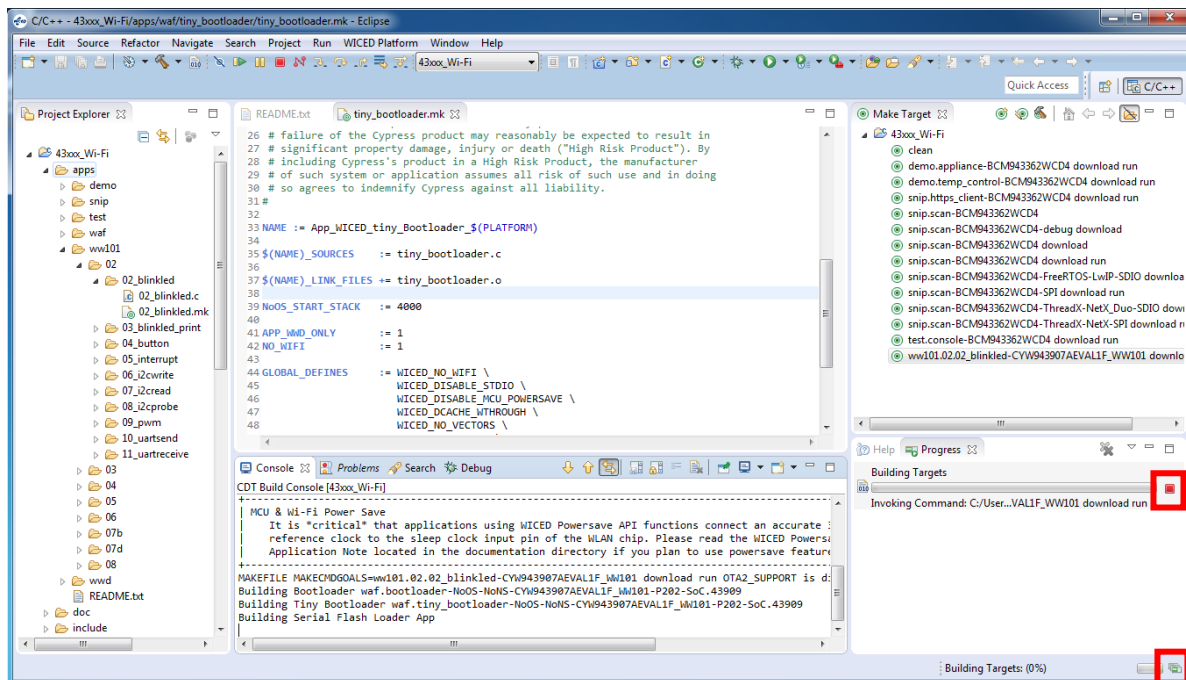 C/C++ - 43xxx_Wi-Fi/apps/waf/tiny_bootloader/tiny_bootloader.mk - Eclipse
File Edit Source Refactor Navigate Search Project Run WICED Platform Window Help
43xxx_Wi-Fi
Quick Access
C/C++
Project Explorer
43xxx_Wi-Fi
apps
demo
snip
test
waf
ww101
02
02_blinkled
02_blinkled.c
02_blinkled.mk
03_blinkled_print
04_button
05_interrupt
06_i2cwrite
07_i2cread
08_i2cprobe
09_pwm
10_uartsend
11_uartreceive
03
04
05
06
07b
07d
08
wwd
README.txt
doc
include
README.txt tiny_bootloader.mk
26 # failure of the Cypress product may reasonably be expected to result in
27 # significant property damage, injury or death ("High Risk Product"). By
28 # including Cypress's product in a High Risk Product, the manufacturer
29 # of such system or application assumes all risk of such use and in doing
30 # so agrees to indemnify Cypress against all liability.
31 #
32
33 NAME := App_WICED_tiny_Bootloader_$(PLATFORM)
34
35 $(NAME)_SOURCES := tiny_bootloader.c
36
37 $(NAME)_LINK_FILES += tiny_bootloader.o
38
39 NoOS_START_STACK := 4000
40
41 APP_WWD_ONLY := 1
42 NO_WIFI := 1
43
44 GLOBAL_DEFINES := WICED_NO_WIFI \
45 WICED_DISABLE_STDIO \
46 WICED_DISABLE_MCU_POWERSAVE \
47 WICED_DCACHE_WTHROUGH \
48 WICED_NO_VECTORS \
Console Problems Search Debug
CDT Build Console [43xxx_Wi-Fi]
| MCU & Wi-Fi Power Save
| It is *critical* that applications using WICED Powersave API functions connect an accurate
| reference clock to the sleep clock input pin of the WLAN chip. Please read the WICED Powersa
| Application Note located in the documentation directory if you plan to use powersave feature
MAKEFILE MAKECMDGOALS=ww101.02.02_blinkled-CYW943907AEVAL1F_WW101 download run OTA2_SUPPORT is di
Building Bootloader waf.bootloader-NoOS-NoNS-CYW943907AEVAL1F_WW101-P202-SoC.43909
Building Tiny Bootloader waf.tiny_bootloader-NoOS-NoNS-CYW943907AEVAL1F_WW101-P202-SoC.43909
Building Serial Flash Loader App
Make Target
43xxx_Wi-Fi
clean
demo.appliance-BCM943362WCD4 download run
demo.temp_control-BCM943362WCD4 download run
snip.https_client-BCM943362WCD4 download run
snip.scan-BCM943362WCD4
snip.scan-BCM943362WCD4-debug download
snip.scan-BCM943362WCD4 download
snip.scan-BCM943362WCD4 download run
snip.scan-BCM943362WCD4-FreeRTOS-LwIP-SDIO downloa
snip.scan-BCM943362WCD4-SPI download run
snip.scan-BCM943362WCD4-ThreadX-NetX_Duo-SDIO dow
snip.scan-BCM943362WCD4-ThreadX-NetX-SPI download r
test.console-BCM943362WCD4 download run
ww101.02.02_blinkled-CYW943907AEVAL1F_WW101 downlo
Help Progress
Building Targets
Invoking Command: C:/User...VAL1F_WW101 download run
Building Targets: (0%)